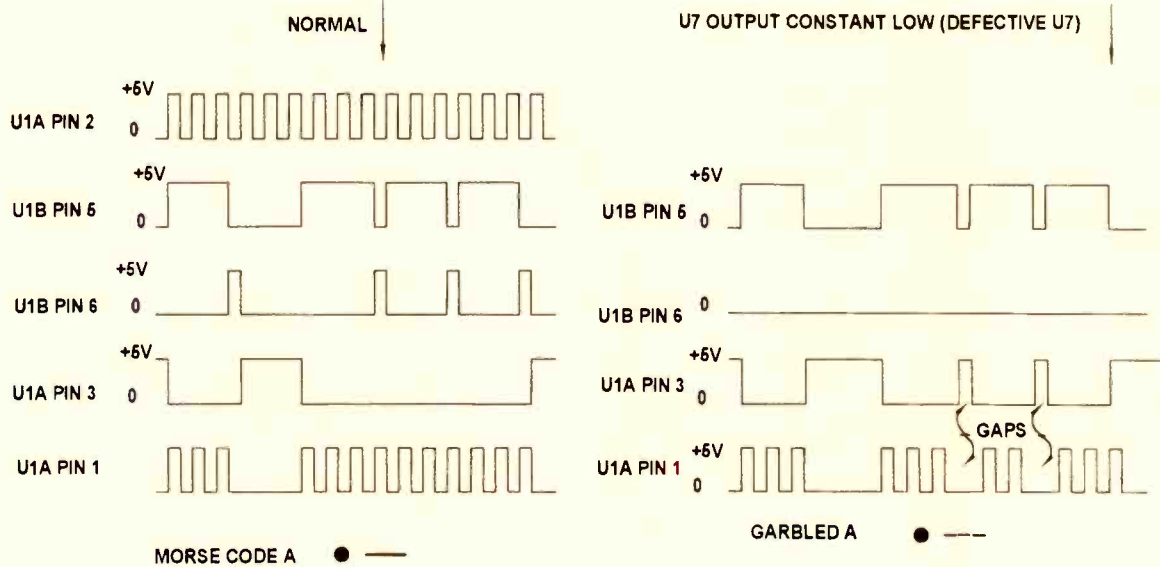 NORMAL
U1A PIN 2
+5V
0
U1B PIN 5
+5V
0
U1B PIN 6
+5V
0
U1A PIN 3
+5V
0
U1A PIN 1
MORSE CODE A
U7 OUTPUT CONSTANT LOW (DEFECTIVE U7)
U1B PIN 5
+5V
0
U1B PIN 6
0
U1A PIN 3
+5V
0
GAPS
U1A PIN 1
+5V
0
GARBLED A